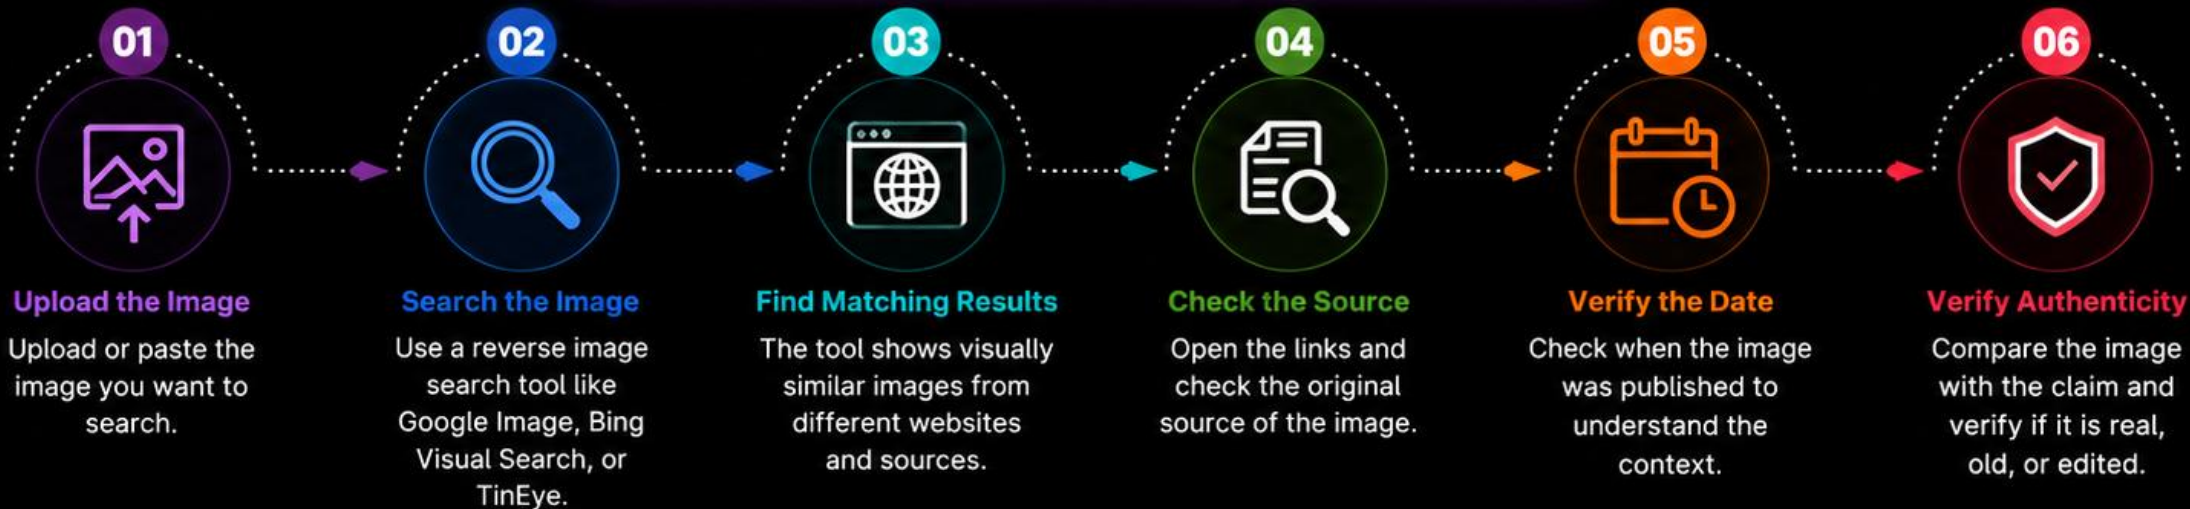 01
Upload the Image
Upload or paste the
image you want to
search.
02
Search the Image
Use a reverse image
search tool like
Google Image, Bing
Visual Search, or
TinEye.
03
Find Matching Results
The tool shows visually
similar images from
different websites
and sources.
04
Check the Source
Open the links and
check the original
source of the image.
05
Verify the Date
Check when the image
was published to
understand the
context.
06
Verify Authenticity
Compare the image
with the claim and
verify if it is real,
old, or edited.